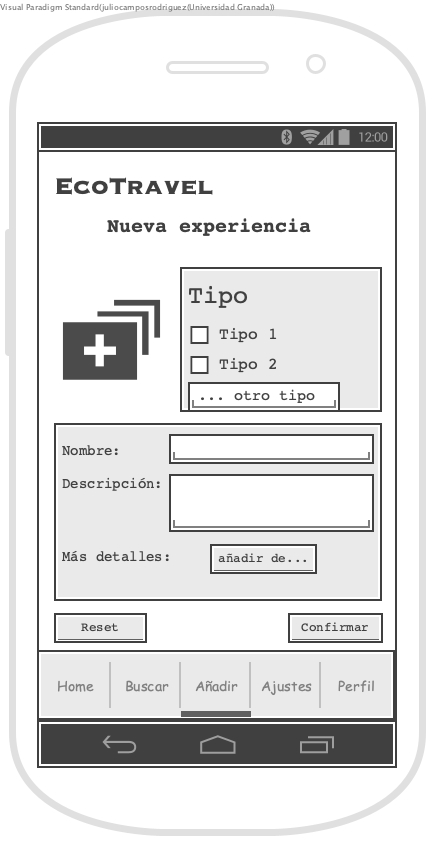 Visual Paradigm Standard(juliocamposrodriguez(Universidad Granada))
12:00
EcoTravel
Nueva experiencia
Tipo
Tipo 1
Tipo 2
... otro tipo
Nombre:
Descripción:
Más detalles: añadir de...
Reset Confirmar
Home Buscar Añadir Ajustes Perfil